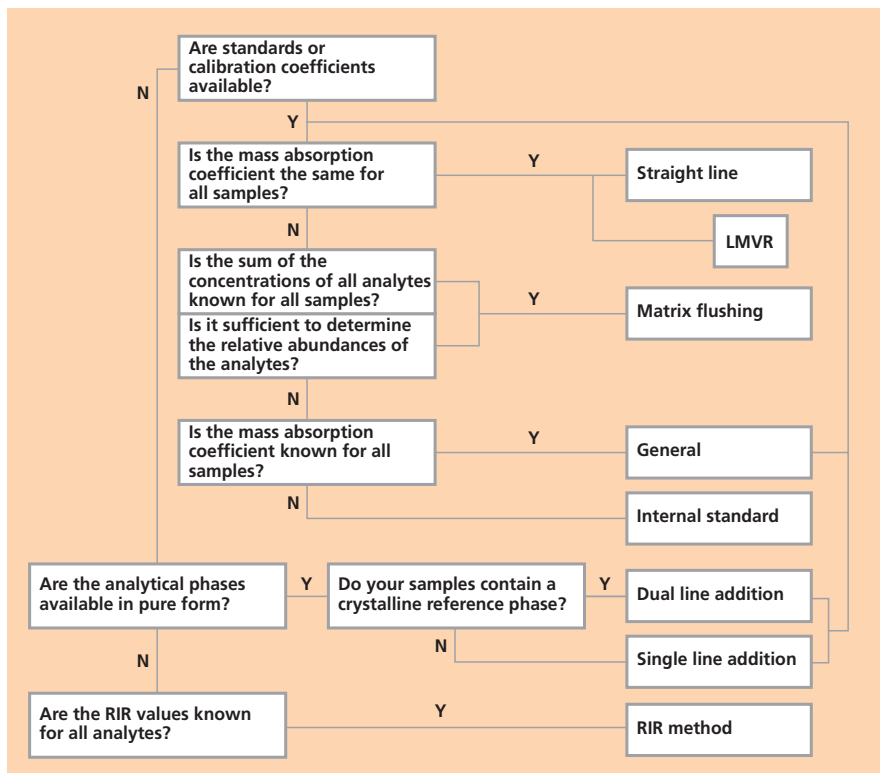 Are standards or
calibration coefficients
available?
N
Y
Is the mass absorption
coefficient the same for
all samples?
Y
Straight line
LMVR
N
Is the sum of the
concentrations of all analytes
known for all samples?
Is it sufficient to determine
the relative abundances of
the analytes?
Y
Matrix flushing
N
Is the mass absorption
coefficient known for all
samples?
Y
General
N
Internal standard
Are the analytical phases
available in pure form?
Y
Do your samples contain a
crystalline reference phase?
Y
Dual line addition
N
Single line addition
N
Are the RIR values known
for all analytes?
Y
RIR method